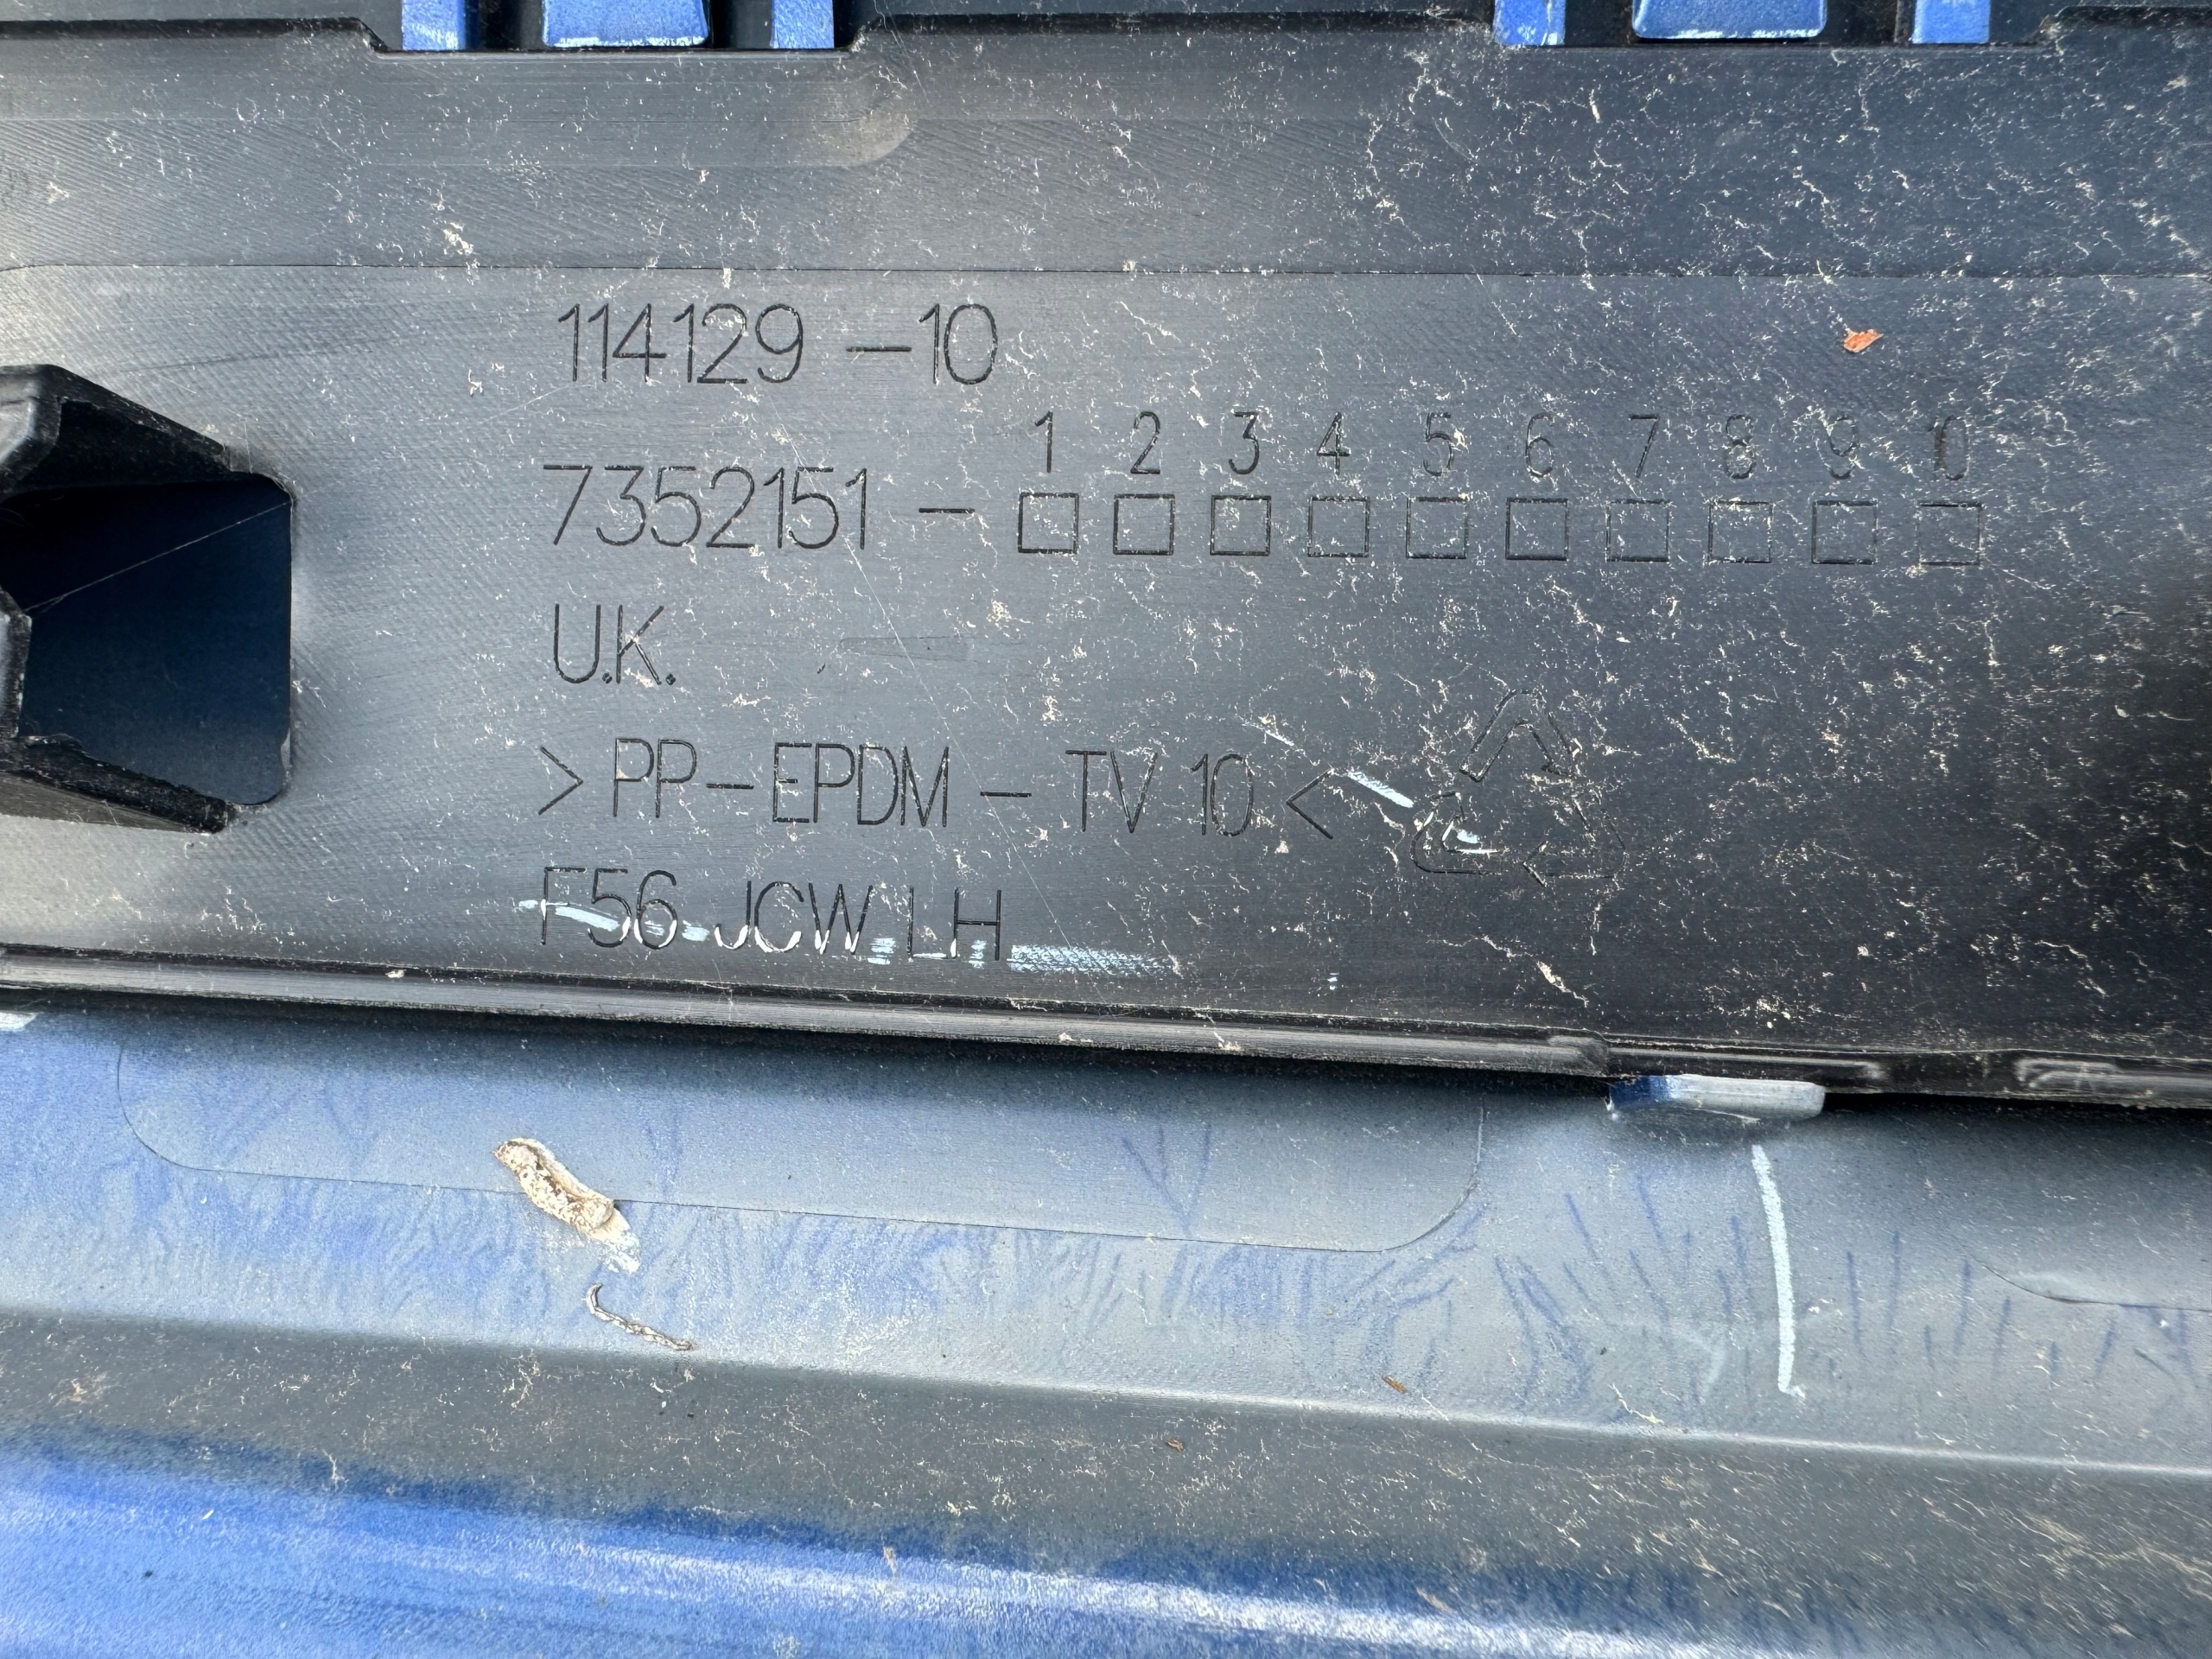 114129 -10
1 2 3 4 5 6 7 8 9 10
7352151 -
U.K.
>PP-EPDM-TV 10<
F56 JCW LH